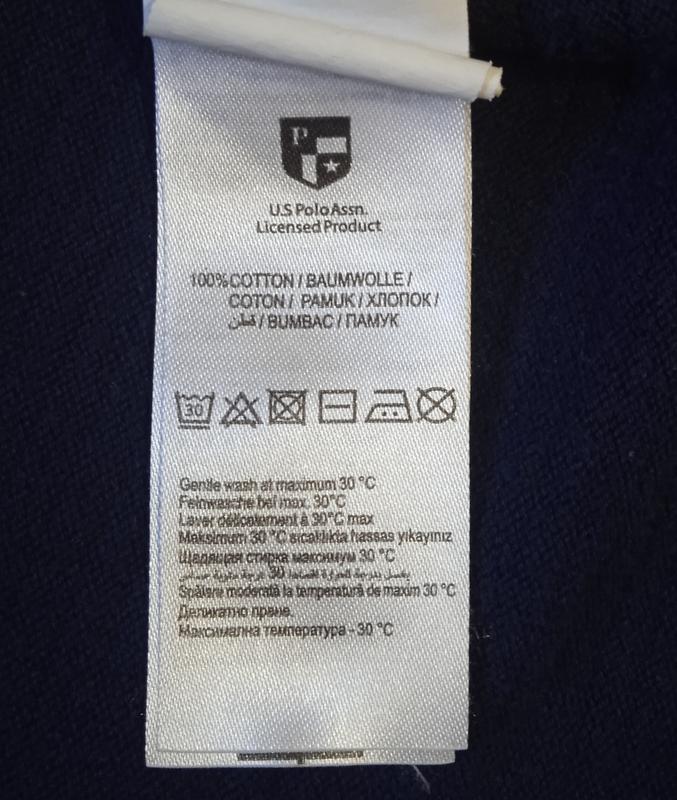 P
U.S. Polo Assn.
Licensed Product
100% COTTON / BAUMWOLLE /
COTON / PAMUK / ХЛОПОК /
قطن / BUMBAC / ПАМУК
30
Gentle wash at maximum 30 °C
Feinwäsche bei max. 30°C
Laver délicatement à 30°C max
Maksimum 30 °C sıcaklıkta hassas yıkayınız
Щадящая стирка максимум 30 °C
30
Spălare moderată la temperatură de maxim 30 °C
Деликатно пране.
Максимална температура - 30 °C